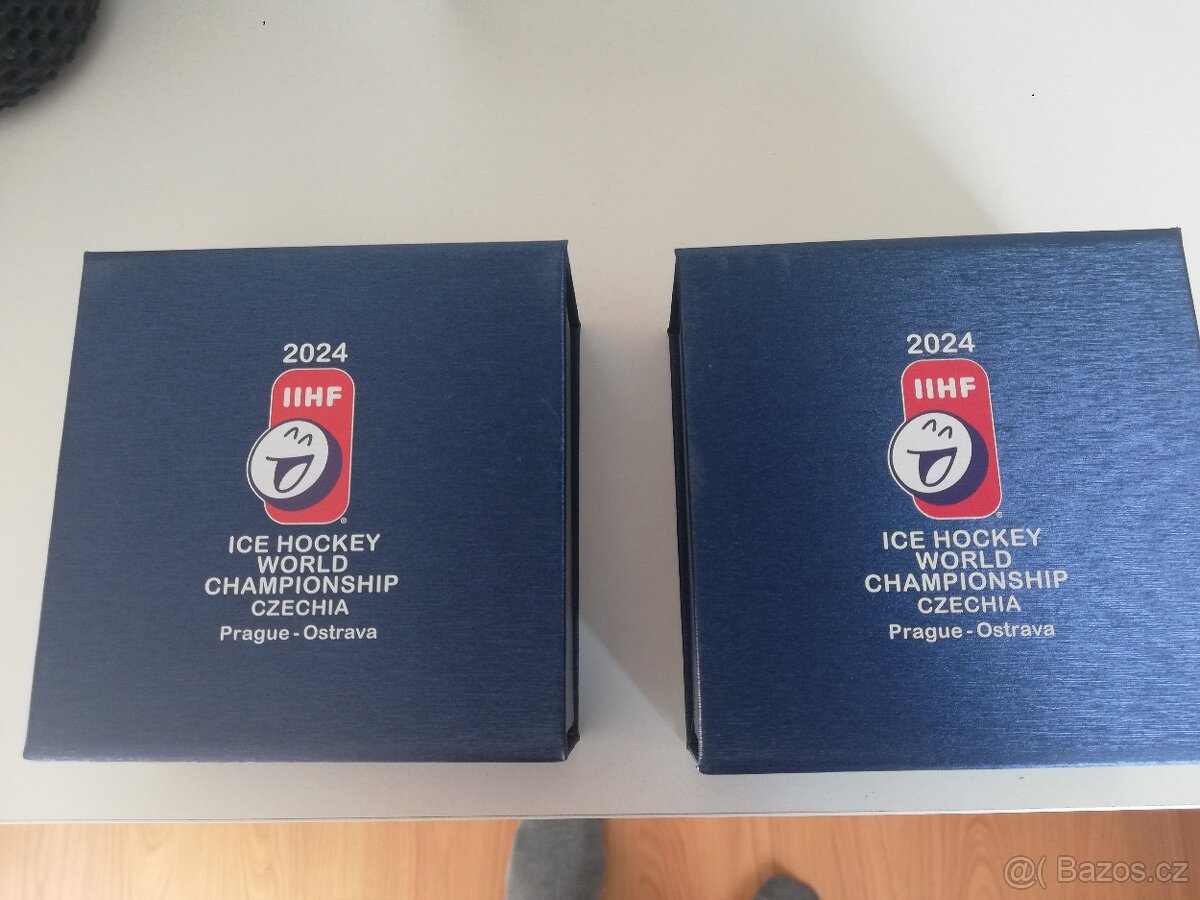 2024
IIHF
ICE HOCKEY
WORLD
CHAMPIONSHIP
CZECHIA
Prague - Ostrava
2024
IIHF
ICE HOCKEY
WORLD
CHAMPIONSHIP
CZECHIA
Prague - Ostrava
@( Bazos.cz